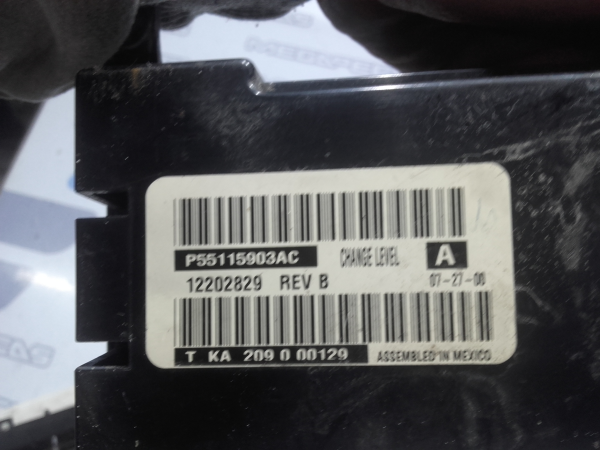 P55115903AC CHANGE LEVEL A
12202829 REV B 07-27-00
T KA 209 0 00129 ASSEMBLED IN MEXICO